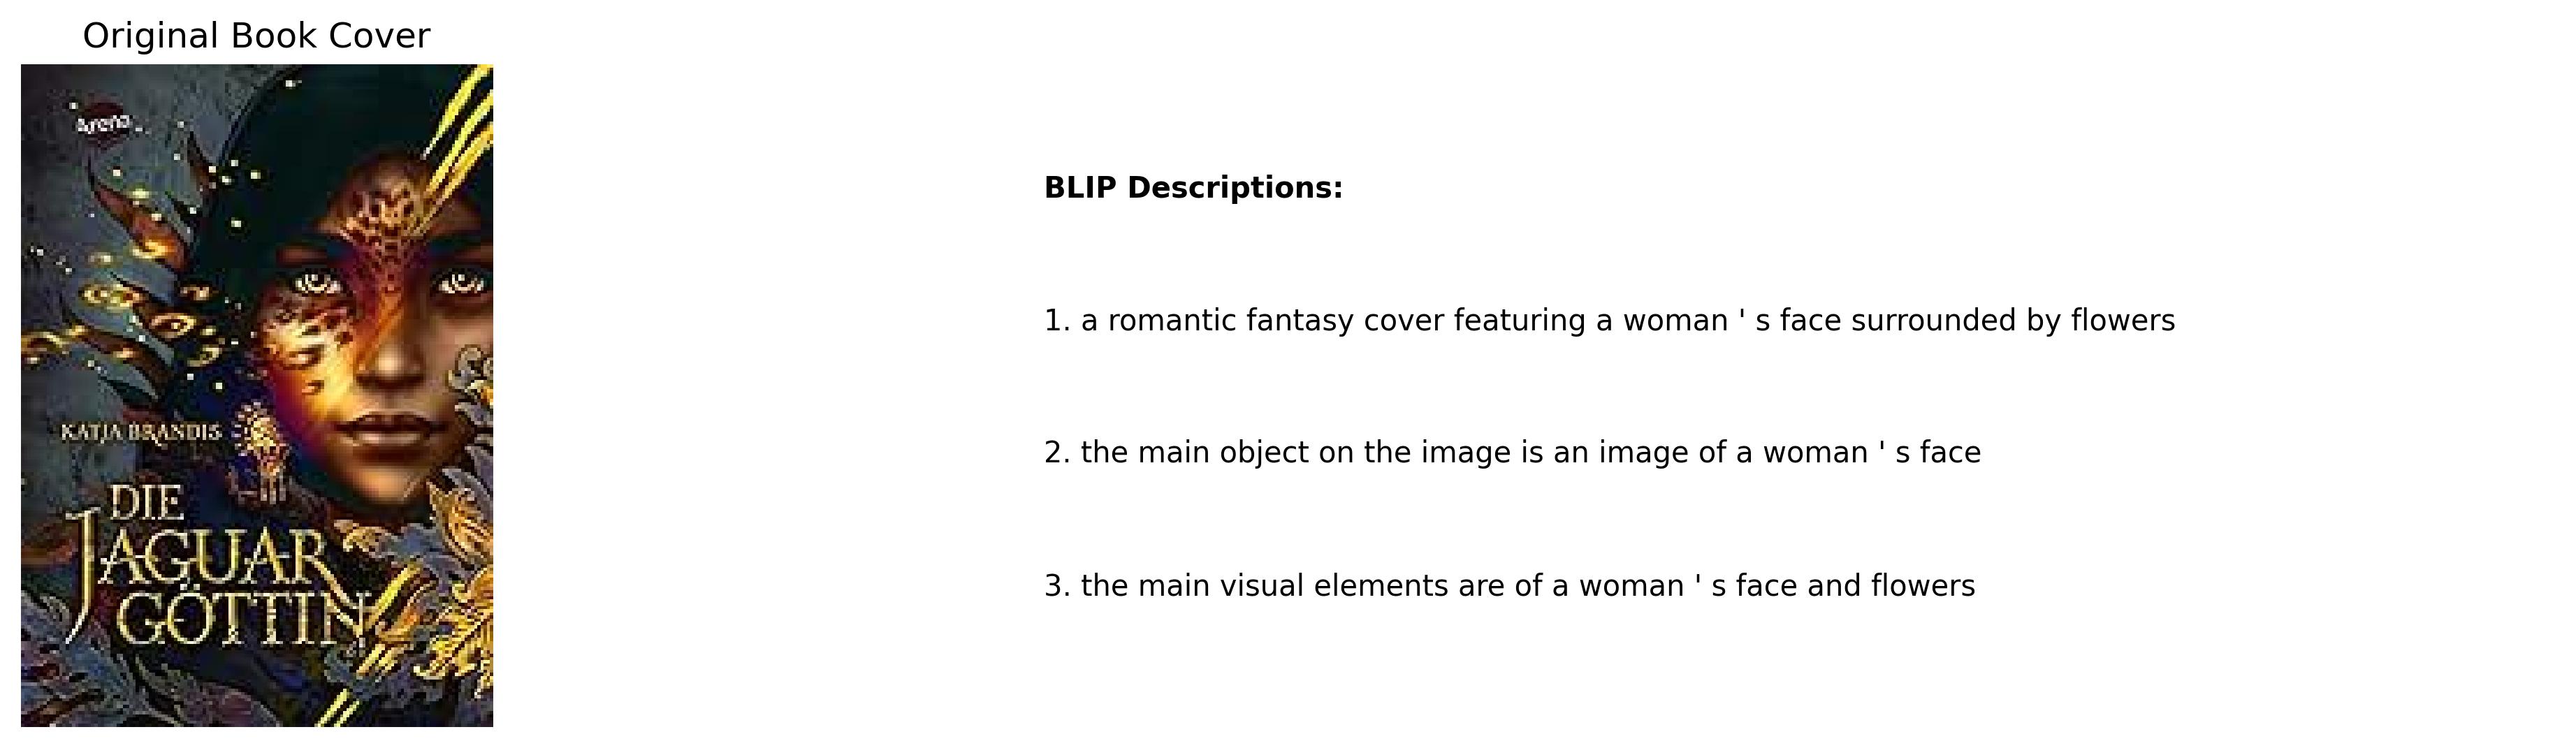 Original Book Cover
Arena
KATJA BRANDIS
DIE
JAGUAR
GÖTTIN
BLIP Descriptions:
1. a romantic fantasy cover featuring a woman ' s face surrounded by flowers
2. the main object on the image is an image of a woman ' s face
3. the main visual elements are of a woman ' s face and flowers